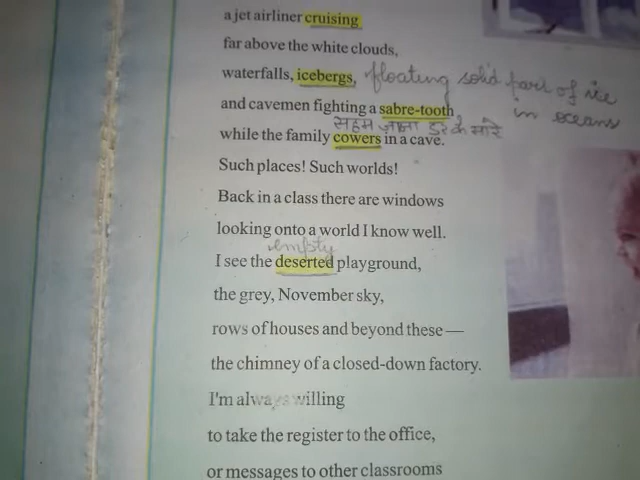 a jet airliner cruising
far above the white clouds,
waterfalls, icebergs, floating solid part of ice
in oceans
and cavemen fighting a sabre-tooth,
सहम जाना डर के मारे
while the family cowers in a cave.
Such places! Such worlds!
Back in a class there are windows
looking onto a world I know well.
empty
I see the deserted playground,
the grey, November sky,
rows of houses and beyond these —
the chimney of a closed-down factory.
I'm always willing
to take the register to the office,
or messages to other classrooms